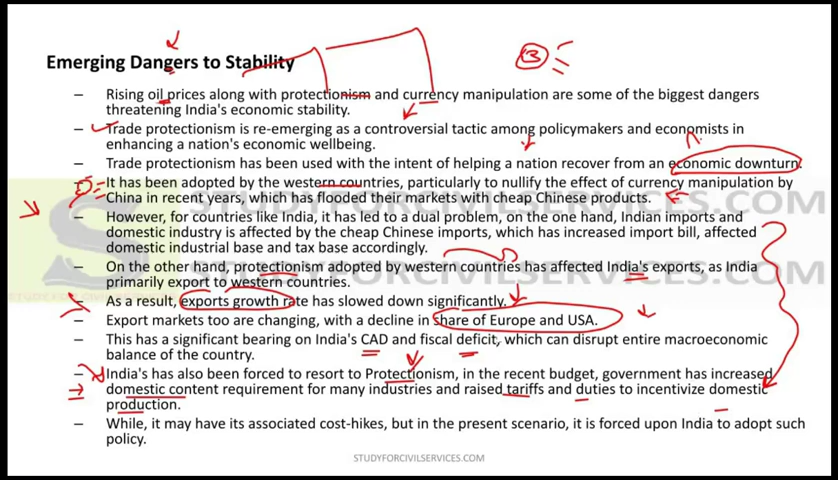 Emerging Dangers to Stability
– Rising oil prices along with protectionism and currency manipulation are some of the biggest dangers
threatening India's economic stability.
– Trade protectionism is re-emerging as a controversial tactic among policymakers and economists in
enhancing a nation's economic wellbeing.
– Trade protectionism has been used with the intent of helping a nation recover from an economic downturn.
– It has been adopted by the western countries, particularly to nullify the effect of currency manipulation by
China in recent years, which has flooded their markets with cheap Chinese products.
– However, for countries like India, it has led to a dual problem, on the one hand, Indian imports and
domestic industry is affected by the cheap Chinese imports, which has increased import bill, affected
domestic industrial base and tax base accordingly.
– On the other hand, protectionism adopted by western countries has affected India's exports, as India
primarily export to western countries.
– As a result, exports growth rate has slowed down significantly.
– Export markets too are changing, with a decline in share of Europe and USA.
– This has a significant bearing on India's CAD and fiscal deficit, which can disrupt entire macroeconomic
balance of the country.
– India's has also been forced to resort to Protectionism, in the recent budget, government has increased
domestic content requirement for many industries and raised tariffs and duties to incentivize domestic
production.
– While, it may have its associated cost-hikes, but in the present scenario, it is forced upon India to adopt such
policy.
STUDYFORCIVILSERVICES.COM
STUDYFORCIVILSERVICES.COM
STUDYFORCIVILSERVICES.COM